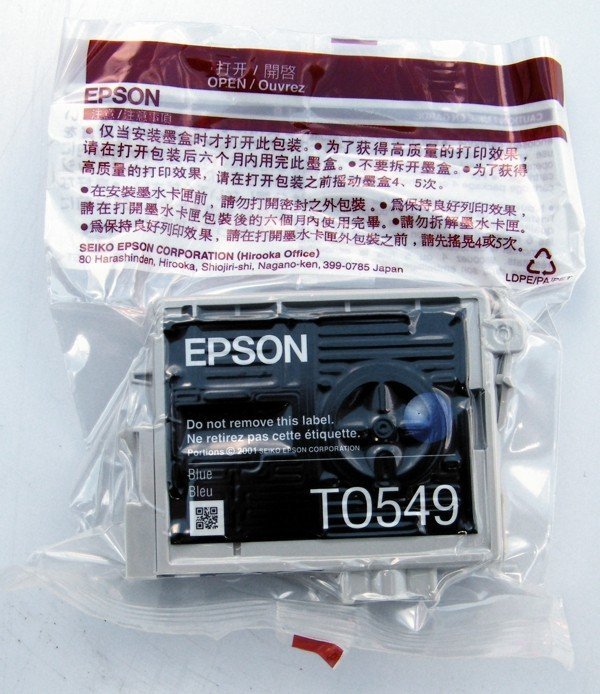 打开 / 開啓
OPEN / Ouvrez
EPSON
注意/注意事項
• 仅当安装墨盒时才打开此包装。• 为了获得高质量的打印效果，
请在打开包装后六个月内用完此墨盒。• 不要拆开墨盒。• 为了获得
高质量的打印效果，请在打开包装之前摇动墨盒4、5次。
• 在安裝墨水卡匣前，請勿打開密封之外包裝。• 爲保持良好列印效果，
請在打開墨水卡匣包裝後的六個月內使用完畢。• 請勿拆解墨水卡匣。
• 爲保持良好列印效果，請在打開墨水卡匣外包裝之前，請先搖晃4或5次。
SEIKO EPSON CORPORATION (Hirooka Office)
80 Harashinden, Hirooka, Shiojiri-shi, Nagano-ken, 399-0785 Japan
LDPE/PA/PET
EPSON
Do not remove this label.
Ne retirez pas cette étiquette.
Portions © 2001 SEIKO EPSON CORPORATION
Blue
Bleu
T0549